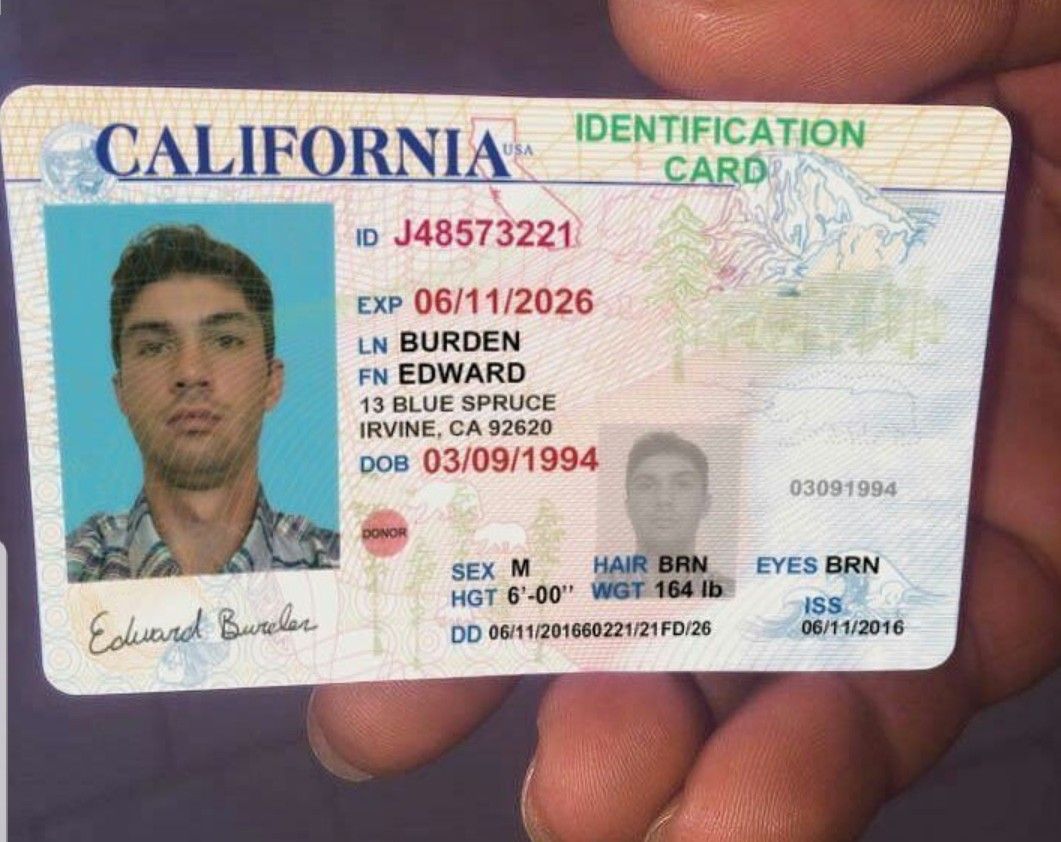 CALIFORNIA USA
IDENTIFICATION
CARD
ID J48573221
EXP 06/11/2026
LN BURDEN
FN EDWARD
13 BLUE SPRUCE
IRVINE, CA 92620
DOB 03/09/1994
03091994
DONOR
SEX M HAIR BRN EYES BRN
HGT 6'-00" WGT 164 lb
ISS
DD 06/11/201660221/21FD/26 06/11/2016
Edward Burden